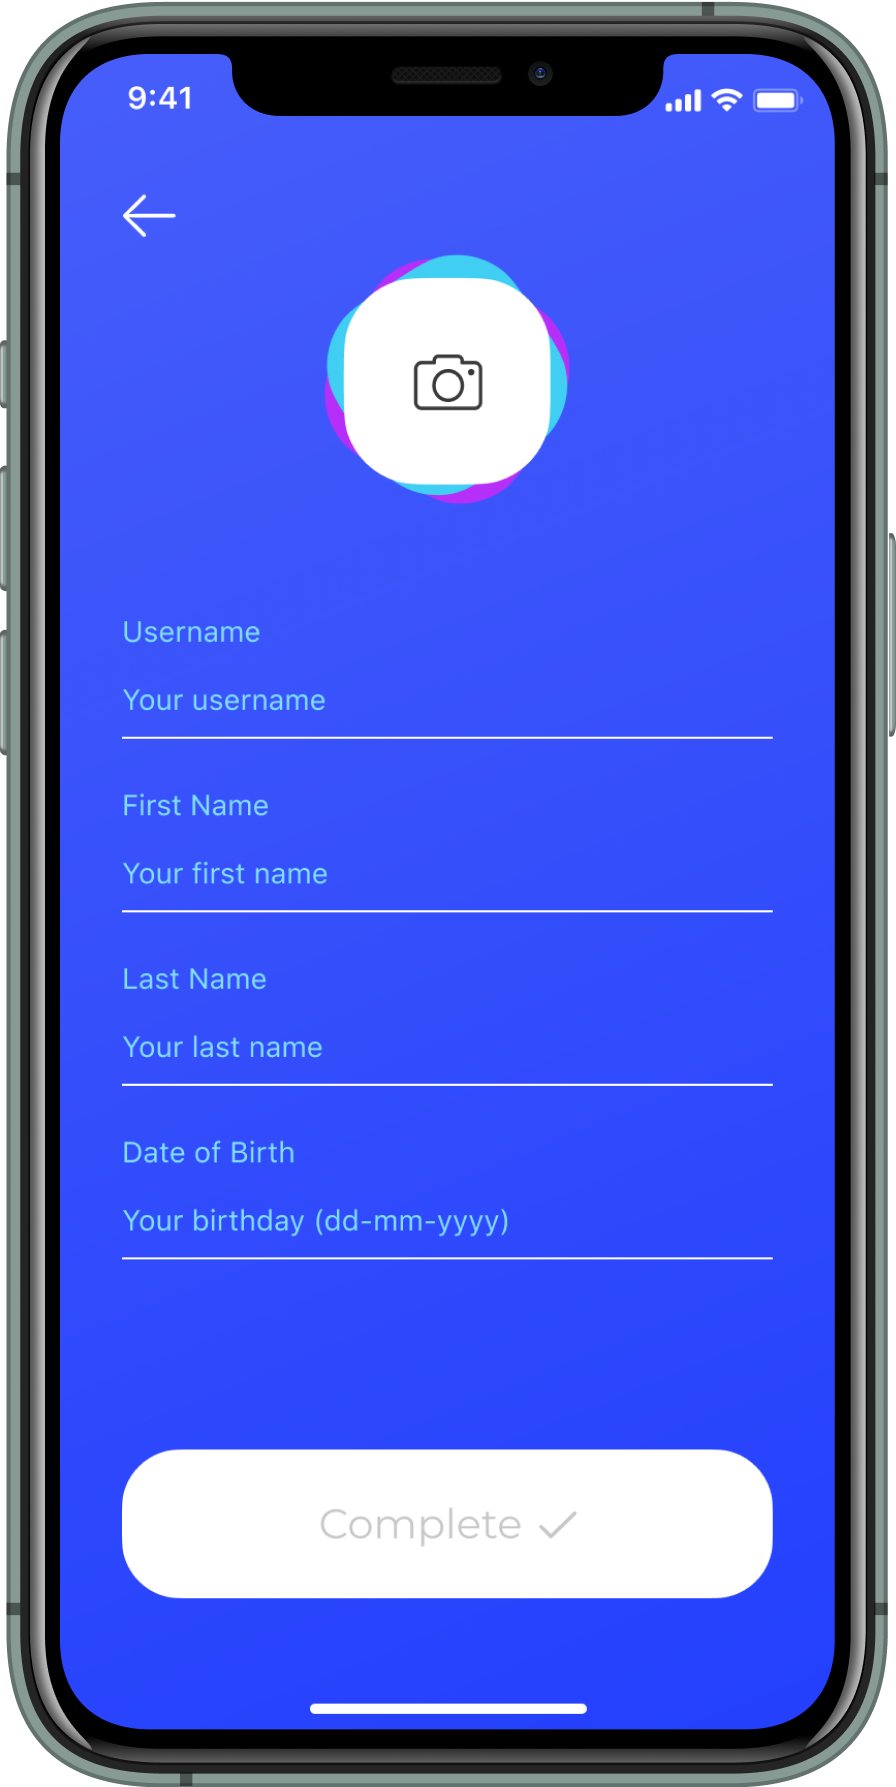 9:41
Username
Your username
First Name
Your first name
Last Name
Your last name
Date of Birth
Your birthday (dd-mm-yyyy)
Complete